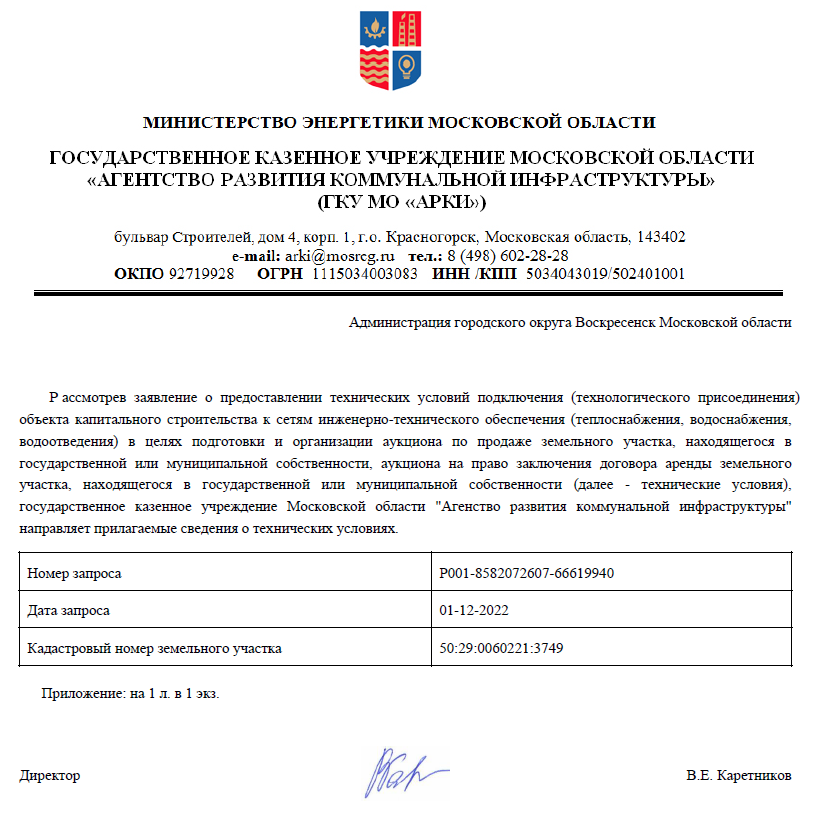 МИНИСТЕРСТВО ЭНЕРГЕТИКИ МОСКОВСКОЙ ОБЛАСТИ
ГОСУДАРСТВЕННОЕ КАЗЕННОЕ УЧРЕЖДЕНИЕ МОСКОВСКОЙ ОБЛАСТИ
«АГЕНТСТВО РАЗВИТИЯ КОММУНАЛЬНОЙ ИНФРАСТРУКТУРЫ»
(ГКУ МО «АРКИ»)
бульвар Строителей, дом 4, корп. 1, г.о. Красногорск, Московская область, 143402
e-mail: arki@mosreg.ru тел.: 8 (498) 602-28-28
ОКПО 92719928 ОГРН 1115034003083 ИНН /КПП 5034043019/502401001
Администрация городского округа Воскресенск Московской области
Р ассмотрев заявление о предоставлении технических условий подключения (технологического присоединения)
объекта капитального строительства к сетям инженерно-технического обеспечения (теплоснабжения, водоснабжения,
водоотведения) в целях подготовки и организации аукциона по продаже земельного участка, находящегося в
государственной или муниципальной собственности, аукциона на право заключения договора аренды земельного
участка, находящегося в государственной или муниципальной собственности (далее - технические условия),
государственное казенное учреждение Московской области "Агенство развития коммунальной инфраструктуры"
направляет прилагаемые сведения о технических условиях.
Номер запроса P001-8582072607-66619940
Дата запроса 01-12-2022
Кадастровый номер земельного участка 50:29:0060221:3749
Приложение: на 1 л. в 1 экз.
Директор В.Е. Каретников